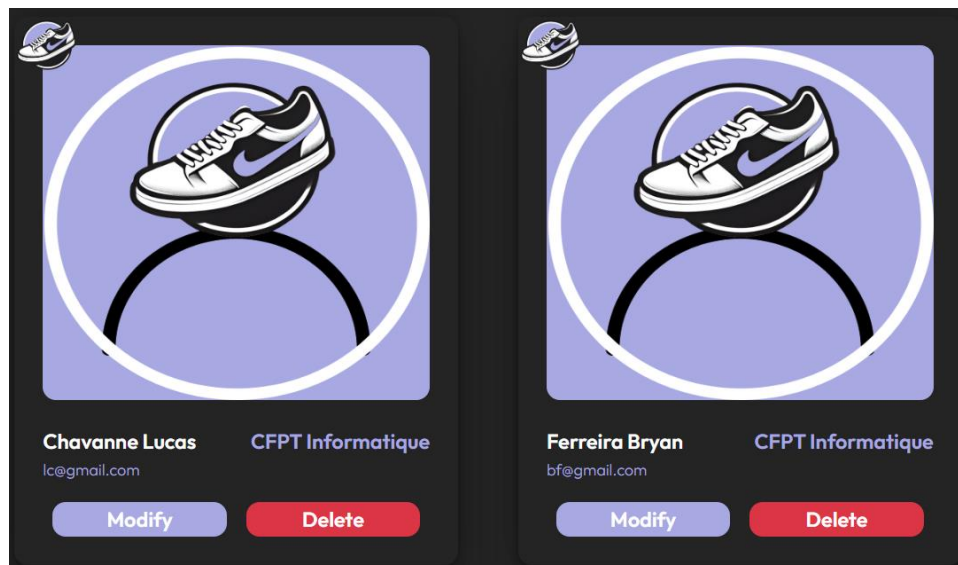 Chavanne Lucas CFPT Informatique
lc@gmail.com
Modify Delete
Ferreira Bryan CFPT Informatique
bf@gmail.com
Modify Delete